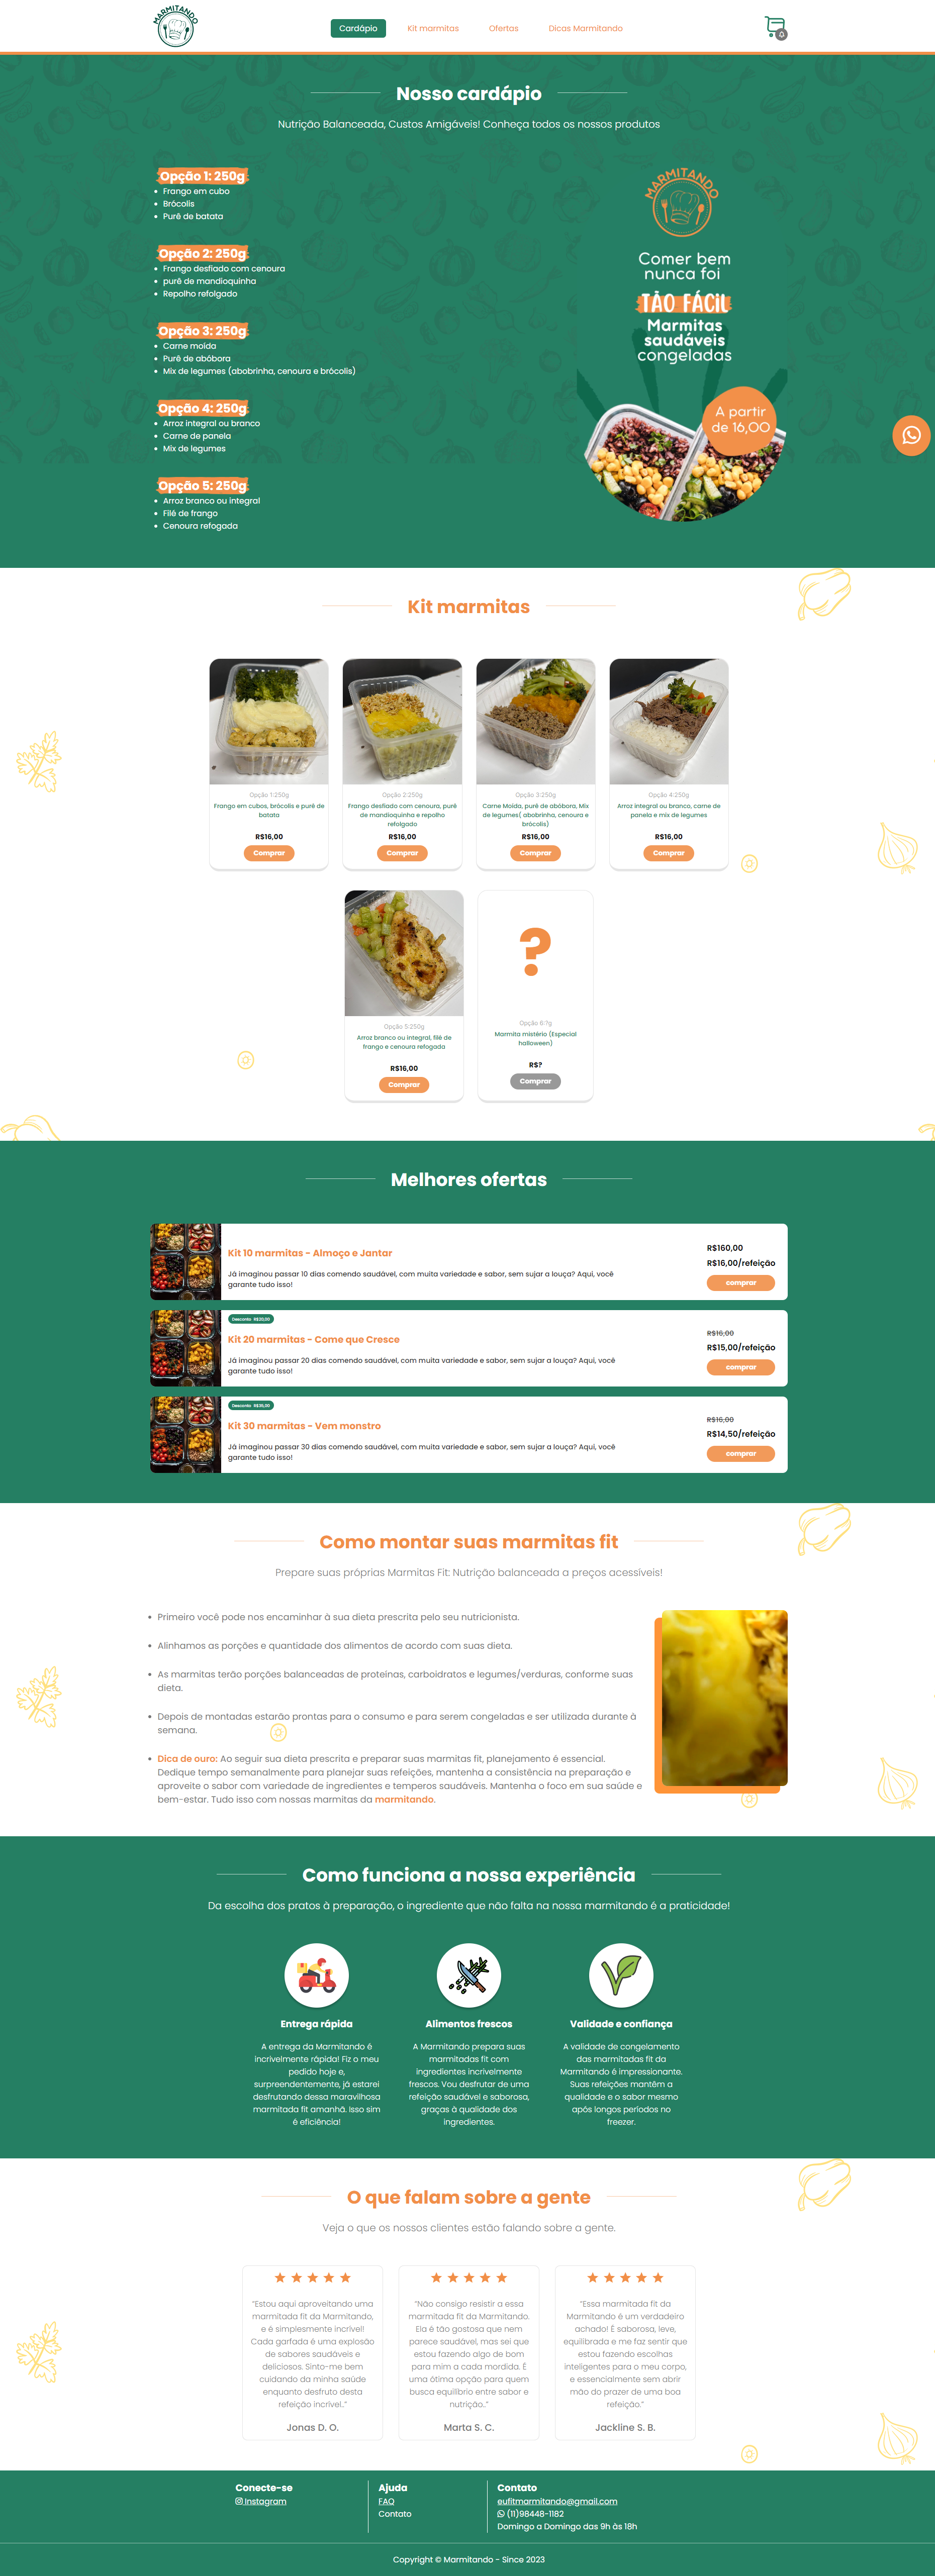 MARMITANDO
Cardápio
Kit marmitas
Ofertas
Dicas Marmitando
0
Nosso cardápio
Nutrição Balanceada, Custos Amigáveis! Conheça todos os nossos produtos
Opção 1: 250g
Frango em cubo
Brócolis
Purê de batata
Opção 2: 250g
Frango desfiado com cenoura
purê de mandioquinha
Repolho refolgado
Opção 3: 250g
Carne moída
Purê de abóbora
Mix de legumes (abobrinha, cenoura e brócolis)
Opção 4: 250g
Arroz integral ou branco
Carne de panela
Mix de legumes
Opção 5: 250g
Arroz branco ou integral
Filé de frango
Cenoura refogada
MARMITANDO
Comer bem
nunca foi
TÃO FÁCIL
Marmitas
saudáveis
congeladas
A partir
de 16,00
Kit marmitas
Opção 1:250g
Frango em cubos, brócolis e purê de
batata
R$16,00
Comprar
Opção 2:250g
Frango desfiado com cenoura, purê
de mandioquinha e repolho
refolgado
R$16,00
Comprar
Opção 3:250g
Carne Moída, purê de abóbora, Mix
de legumes( abobrinha, cenoura e
brócolis)
R$16,00
Comprar
Opção 4:250g
Arroz integral ou branco, carne de
panela e mix de legumes
R$16,00
Comprar
Opção 5:250g
Arroz branco ou integral, filé de
frango e cenoura refogada
R$16,00
Comprar
?
Opção 6:?g
Marmita mistério (Especial
halloween)
R$?
Comprar
Melhores ofertas
Kit 10 marmitas - Almoço e Jantar
Já imaginou passar 10 dias comendo saudável, com muita variedade e sabor, sem sujar a louça? Aqui, você
garante tudo isso!
R$160,00
R$16,00/refeição
comprar
Desconto R$20,00
Kit 20 marmitas - Come que Cresce
Já imaginou passar 20 dias comendo saudável, com muita variedade e sabor, sem sujar a louça? Aqui, você
garante tudo isso!
R$16,00
R$15,00/refeição
comprar
Desconto R$35,00
Kit 30 marmitas - Vem monstro
Já imaginou passar 30 dias comendo saudável, com muita variedade e sabor, sem sujar a louça? Aqui, você
garante tudo isso!
R$16,00
R$14,50/refeição
comprar
Como montar suas marmitas fit
Prepare suas próprias Marmitas Fit: Nutrição balanceada a preços acessíveis!
Primeiro você pode nos encaminhar à sua dieta prescrita pelo seu nutricionista.
Alinhamos as porções e quantidade dos alimentos de acordo com suas dieta.
As marmitas terão porções balanceadas de proteinas, carboidratos e legumes/verduras, conforme suas
dieta.
Depois de montadas estarão prontas para o consumo e para serem congeladas e ser utilizada durante à
semana.
Dica de ouro: Ao seguir sua dieta prescrita e preparar suas marmitas fit, planejamento é essencial.
Dedique tempo semanalmente para planejar suas refeições, mantenha a consistência na preparação e
aproveite o sabor com variedade de ingredientes e temperos saudáveis. Mantenha o foco em sua saúde e
bem-estar. Tudo isso com nossas marmitas da marmitando.
Como funciona a nossa experiência
Da escolha dos pratos à preparação, o ingrediente que não falta na nossa marmitando é a praticidade!
Entrega rápida
A entrega da Marmitando é
incrivelmente rápida! Fiz o meu
pedido hoje e,
surpreendentemente, já estarei
desfrutando dessa maravilhosa
marmitada fit amanhã. Isso sim
é eficiência!
Alimentos frescos
A Marmitando prepara suas
marmitadas fit com
ingredientes incrivelmente
frescos. Vou desfrutar de uma
refeição saudável e saborosa,
graças à qualidade dos
ingredientes.
Validade e confiança
A validade de congelamento
das marmitadas fit da
Marmitando é impressionante.
Suas refeições mantêm a
qualidade e o sabor mesmo
após longos períodos no
freezer.
O que falam sobre a gente
Veja o que os nossos clientes estão falando sobre a gente.
"Estou aqui aproveitando uma
marmitada fit da Marmitando,
e é simplesmente incrível!
Cada garfada é uma explosão
de sabores saudáveis e
deliciosos. Sinto-me bem
cuidando da minha saúde
enquanto desfruto desta
refeição incrível.."
Jonas D. O.
"Não consigo resistir a essa
marmitada fit da Marmitando.
Ela é tão gostosa que nem
parece saudável, mas sei que
estou fazendo algo de bom
para mim a cada mordida. É
uma ótima opção para quem
busca equilíbrio entre sabor e
nutrição.."
Marta S. C.
"Essa marmitada fit da
Marmitando é um verdadeiro
achado! É saborosa, leve,
equilibrada e me faz sentir que
estou fazendo escolhas
inteligentes para o meu corpo,
e essencialmente sem abrir
mão do prazer de uma boa
refeição."
Jackline S. B.
Conecte-se
Instagram
Ajuda
FAQ
Contato
Contato
eufitmarmitando@gmail.com
(11)98448-1182
Domingo a Domingo das 9h às 18h
Copyright © Marmitando - Since 2023